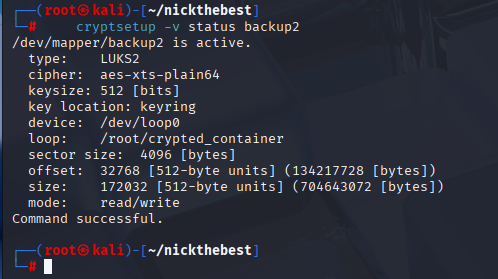 ┌──(root㉿kali)-[~/nickthebest]
└─# cryptsetup -v status backup2
/dev/mapper/backup2 is active.
  type:    LUKS2
  cipher:  aes-xts-plain64
  keysize: 512 [bits]
  key location: keyring
  device:  /dev/loop0
  loop:    /root/crypted_container
  sector size:  4096 [bytes]
  offset:  32768 [512-byte units] (134217728 [bytes])
  size:    172032 [512-byte units] (704643072 [bytes])
  mode:    read/write
Command successful.
┌──(root㉿kali)-[~/nickthebest]
└─#